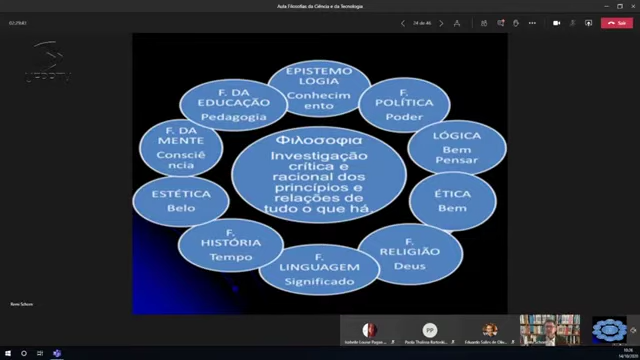 Aula Filosofias da Ciência e da Tecnologia
24 de 46
Sair
EPISTEMO
LOGIA
Conhecim
ento
F. DA
EDUCAÇÃO
Pedagogia
F.
POLÍTICA
Poder
F. DA
MENTE
Consciê
ncia
Φιλοσοφια
Investigação
crítica e
racional dos
princípios e
relações de
tudo o que há.
LÓGICA
Bem
Pensar
ESTÉTICA
Belo
ÉTICA
Bem
F.
HISTÓRIA
Tempo
F.
RELIGIÃO
Deus
F.
LINGUAGEM
Significado
PP